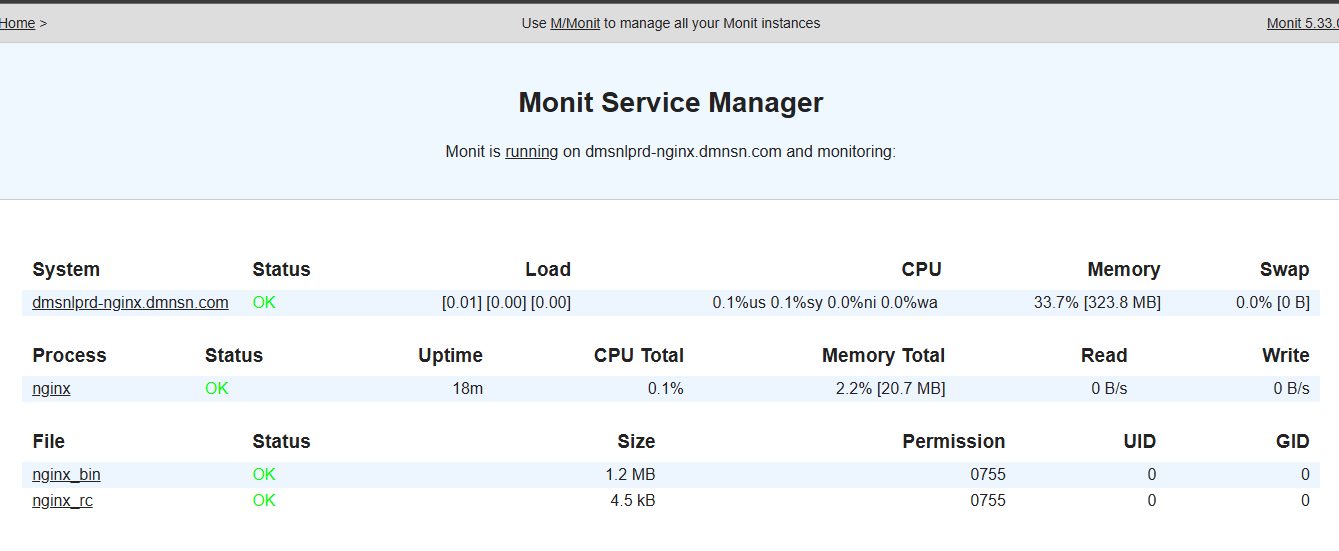 Home > Use M/Monit to manage all your Monit instances Monit 5.33.
Monit Service Manager
Monit is running on dmsnlprd-nginx.dmnsn.com and monitoring:
System Status Load CPU Memory Swap
dmsnlprd-nginx.dmnsn.com OK [0.01] [0.00] [0.00] 0.1%us 0.1%sy 0.0%ni 0.0%wa 33.7% [323.8 MB] 0.0% [0 B]
Process Status Uptime CPU Total Memory Total Read Write
nginx OK 18m 0.1% 2.2% [20.7 MB] 0 B/s 0 B/s
File Status Size Permission UID GID
nginx_bin OK 1.2 MB 0755 0 0
nginx_rc OK 4.5 kB 0755 0 0